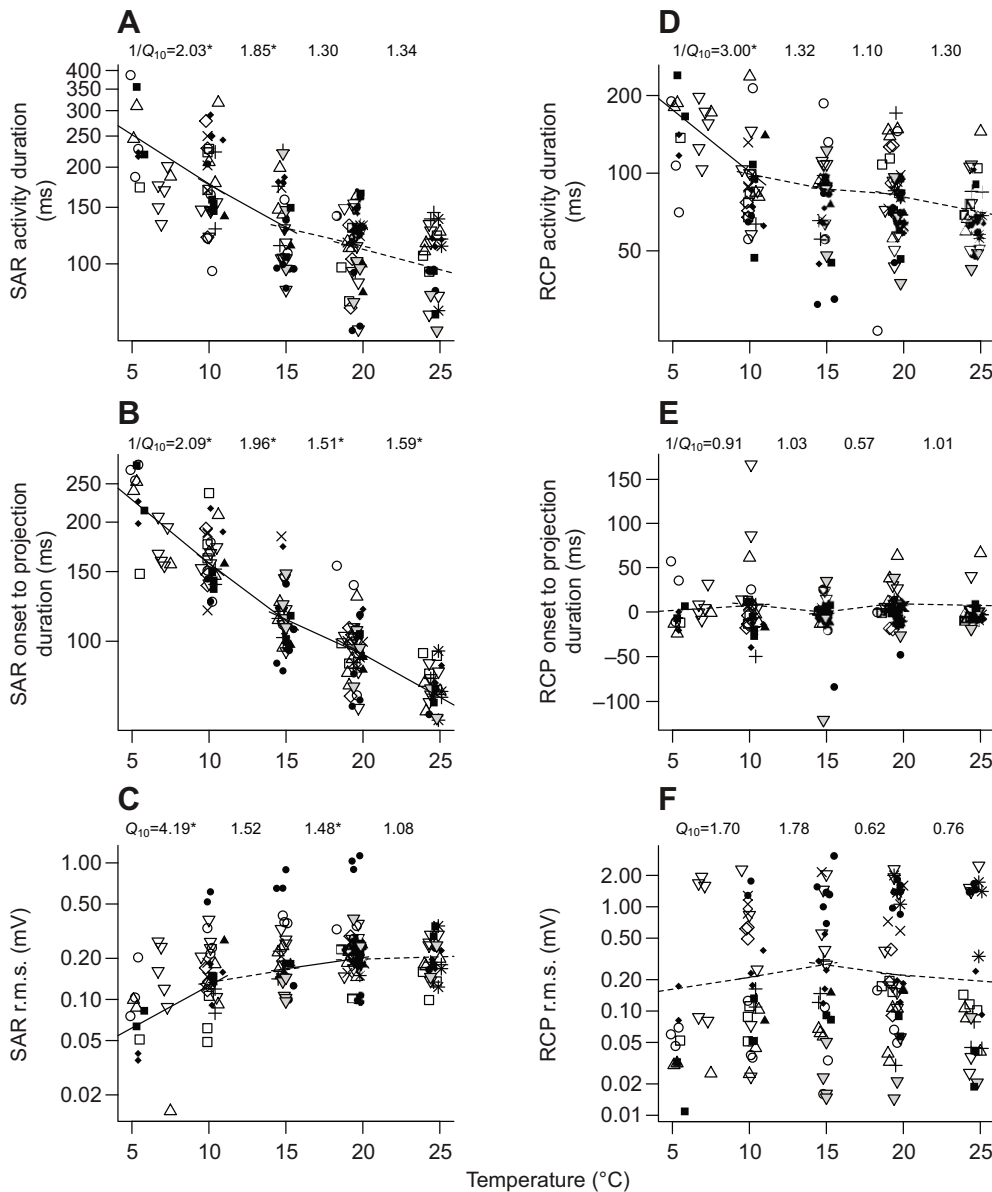 A
1/Q10=2.03* 1.85* 1.30 1.34
SAR activity duration
(ms)
400
350
300
250
200
150
100
5 10 15 20 25
D
1/Q10=3.00* 1.32 1.10 1.30
RCP activity duration
(ms)
200
100
50
5 10 15 20 25
B
1/Q10=2.09* 1.96* 1.51* 1.59*
SAR onset to projection
duration (ms)
250
200
150
100
5 10 15 20 25
E
1/Q10=0.91 1.03 0.57 1.01
RCP onset to projection
duration (ms)
150
100
50
0
–50
–100
5 10 15 20 25
C
Q10=4.19* 1.52 1.48* 1.08
SAR r.m.s. (mV)
1.00
0.50
0.20
0.10
0.05
0.02
5 10 15 20 25
F
Q10=1.70 1.78 0.62 0.76
RCP r.m.s. (mV)
2.00
1.00
0.50
0.20
0.10
0.05
0.02
0.01
5 10 15 20 25
Temperature (°C)